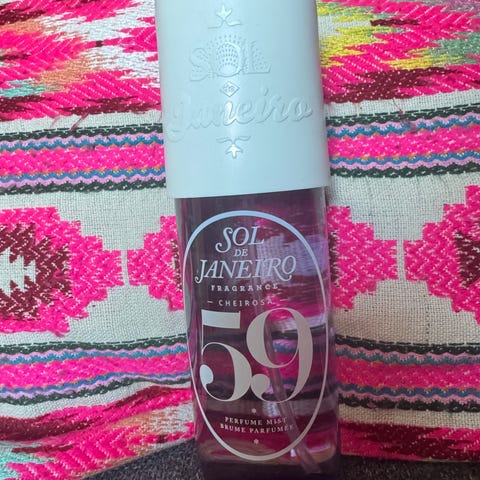 SOL
de
Janeiro
SOL
DE
JANEIRO
FRAGRANCE
— CHEIROSA —
59
PERFUME MIST
BRUME PARFUMÉE